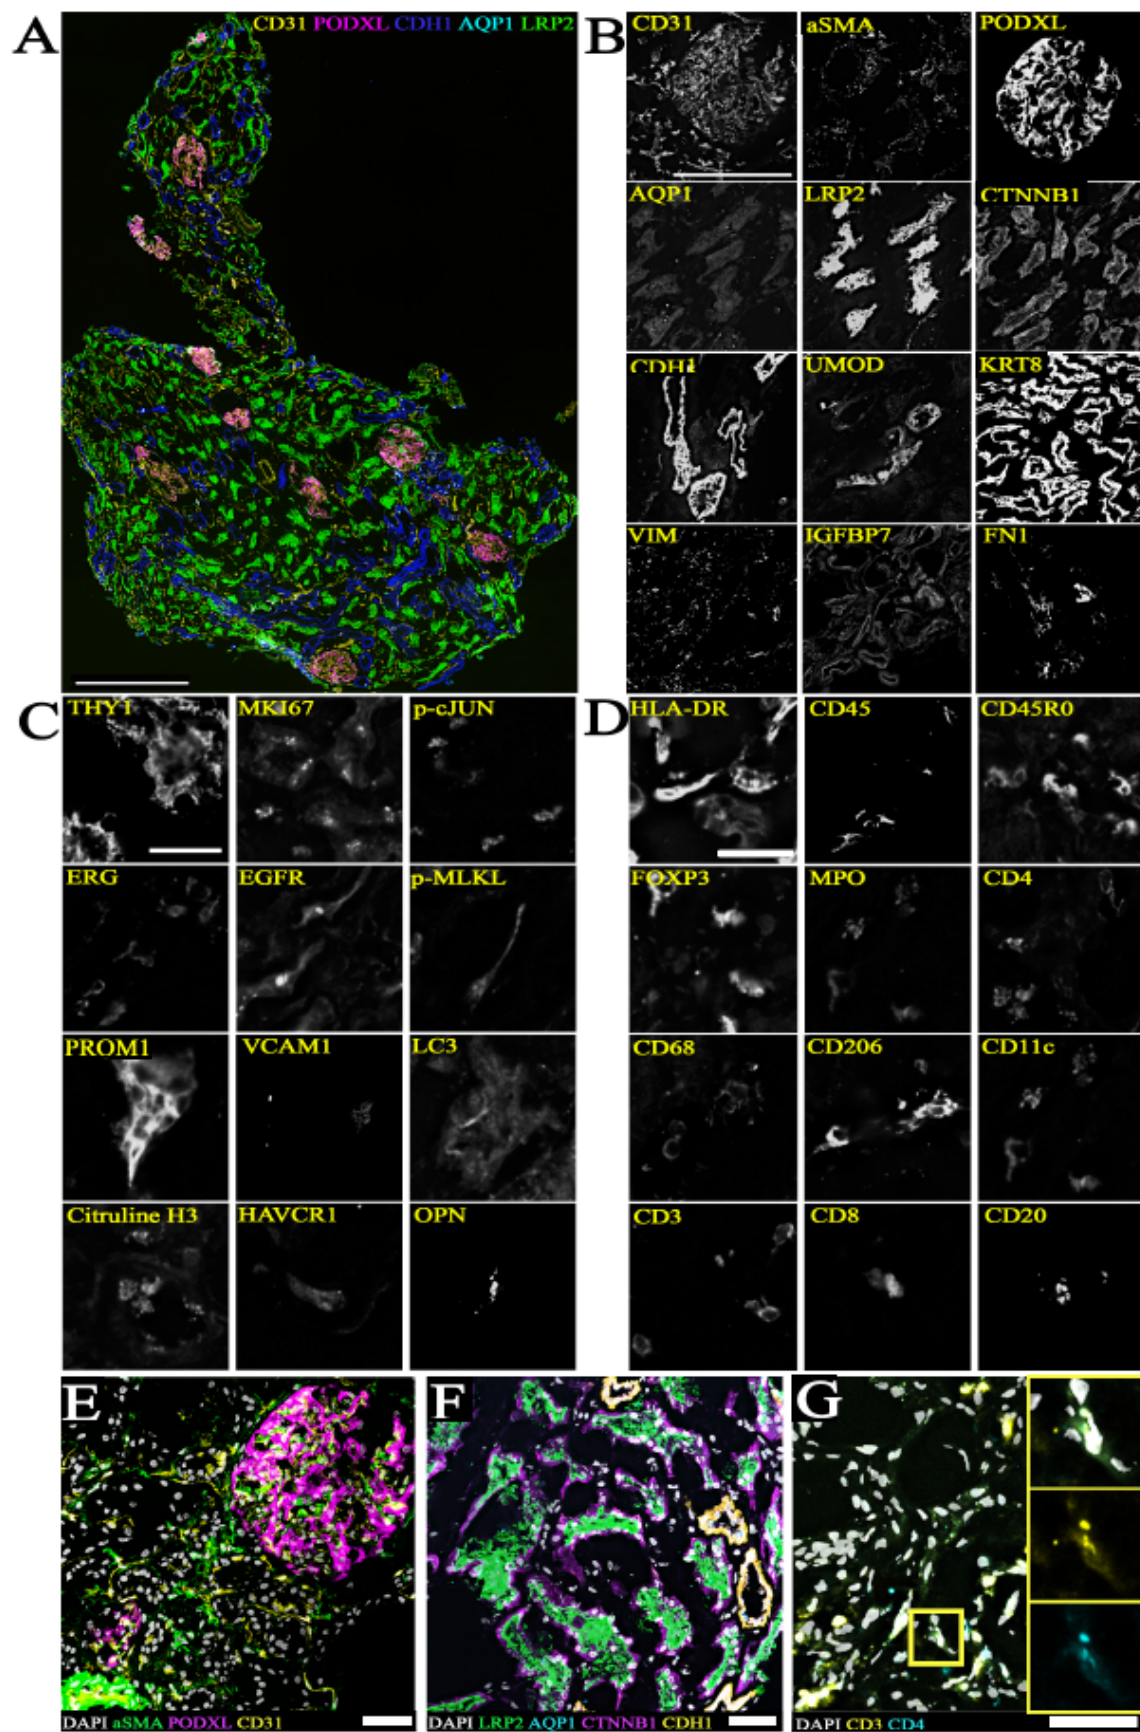 A
CD31 PODXL CDH1 AQP1 LRP2
B
CD31 aSMA PODXL
AQP1 LRP2 CTNNB1
CDH1 UMOD KRT8
VIM IGFBP7 FN1
C
THY1 MKI67 p-cJUN
ERG EGFR p-MLKL
PROM1 VCAM1 LC3
Citruline H3 HAVCR1 OPN
D
HLA-DR CD45 CD45R0
FOXP3 MPO CD4
CD68 CD206 CD11c
CD3 CD8 CD20
E
DAPI aSMA PODXL CD31
F
DAPI LRP2 AQP1 CTNNB1 CDH1
G
DAPI CD3 CD4